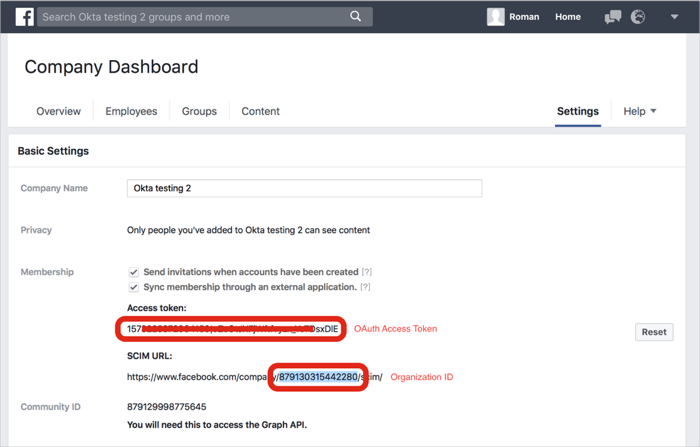 f
Search Okta testing 2 groups and more
Roman Home
Company Dashboard
Overview Employees Groups Content Settings Help
Basic Settings
Company Name Okta testing 2
Privacy Only people you've added to Okta testing 2 can see content
Membership Send invitations when accounts have been created [?]
Sync membership through an external application. [?]
Access token:
OAuth Access Token Reset
SCIM URL:
https://www.facebook.com/company/879130315442280/scim/ Organization ID
Community ID 879129998775645
You will need this to access the Graph API.